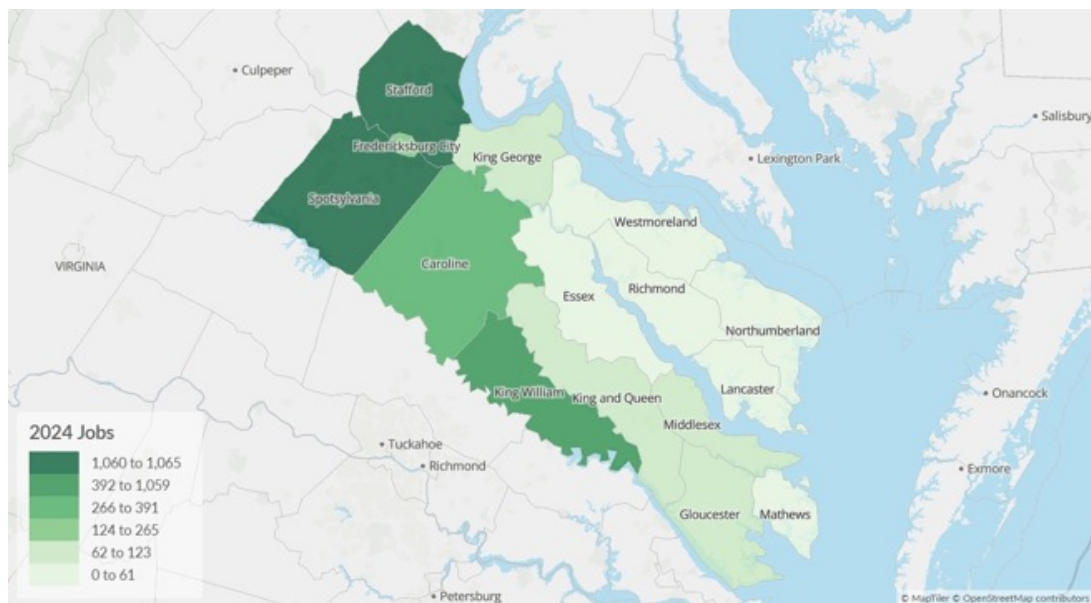 Culpeper
Stafford
Salisbury
Fredericksburg City
King George
Lexington Park
Spotsylvania
Westmoreland
VIRGINIA
Caroline
Essex
Richmond
Northumberland
Lancaster
King William
King and Queen
Onancock
Middlesex
2024 Jobs
Tuckahoe
1,060 to 1,065
Richmond
Exmore
392 to 1,059
266 to 391
Gloucester
Mathews
124 to 265
62 to 123
0 to 61
Petersburg
© MapTiler © OpenStreetMap contributors